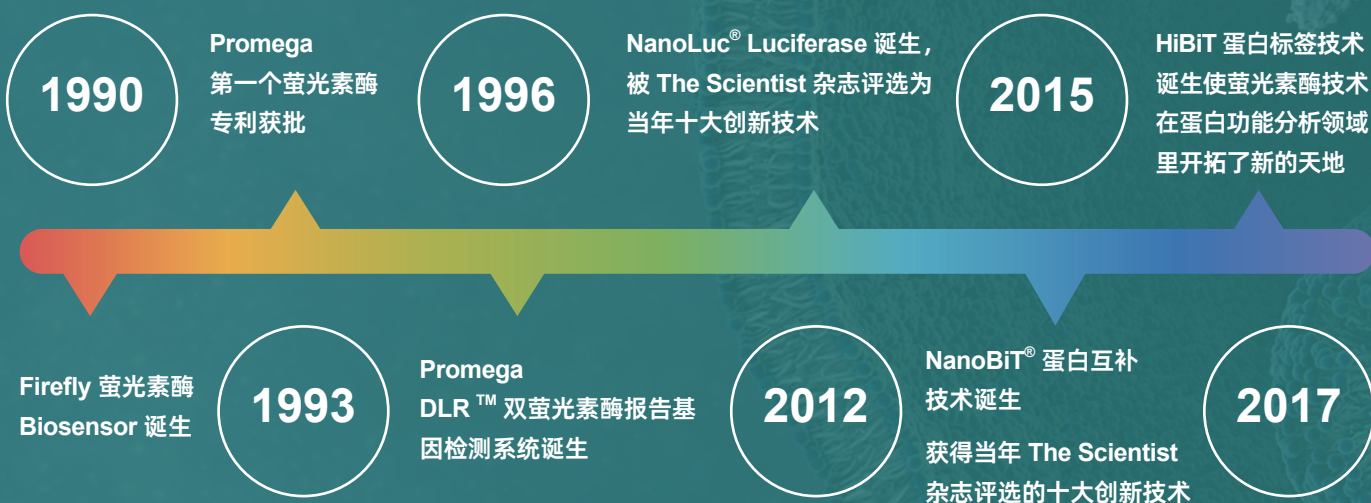 1990
Promega
第一个萤光素酶
专利获批
1996
NanoLuc® Luciferase 诞生，
被 The Scientist 杂志评选为
当年十大创新技术
2015
HiBiT 蛋白标签技术
诞生使萤光素酶技术
在蛋白功能分析领域
里开拓了新的天地
Firefly 萤光素酶
Biosensor 诞生
1993
Promega
DLR™ 双萤光素酶报告基
因检测系统诞生
2012
NanoBiT® 蛋白互补
技术诞生
获得当年 The Scientist
杂志评选的十大创新技术
2017